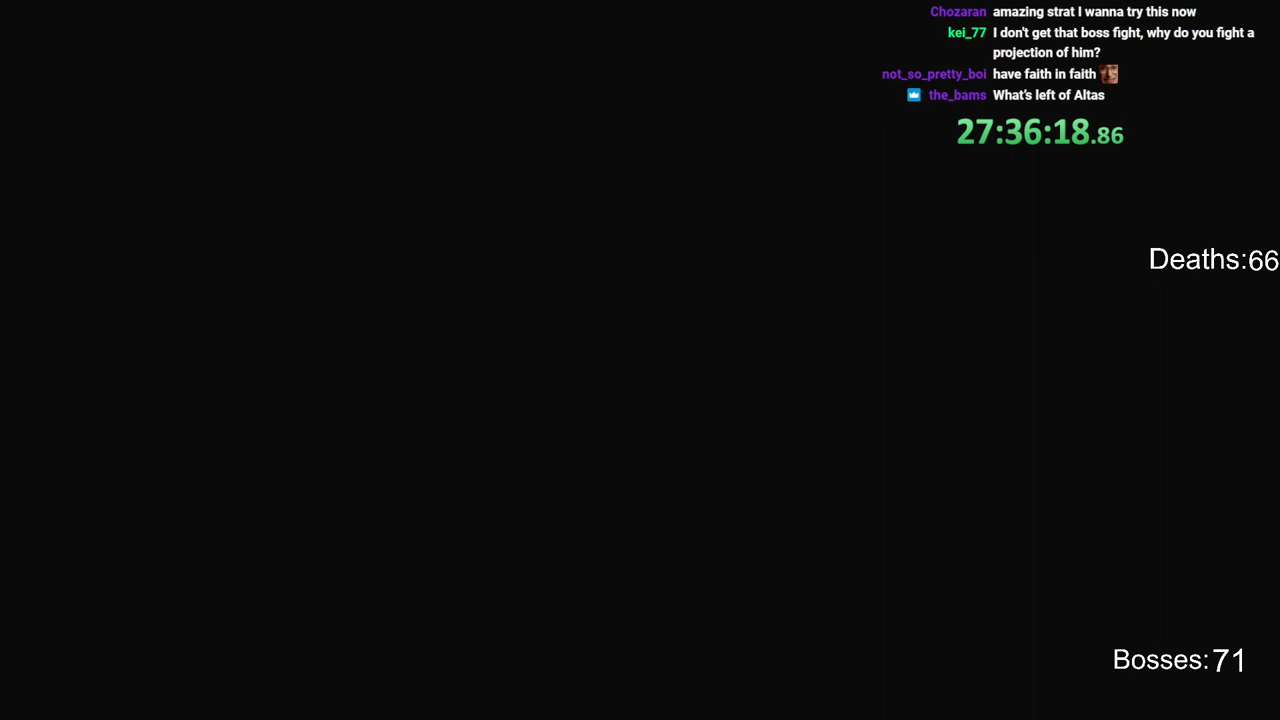 Chozaran amazing strat I wanna try this now
kei_77 I don't get that boss fight, why do you fight a
projection of him?
not_so_pretty_boi have faith in faith
the_bams What's left of Altas
27:36:18.86
Deaths:66
Bosses:71